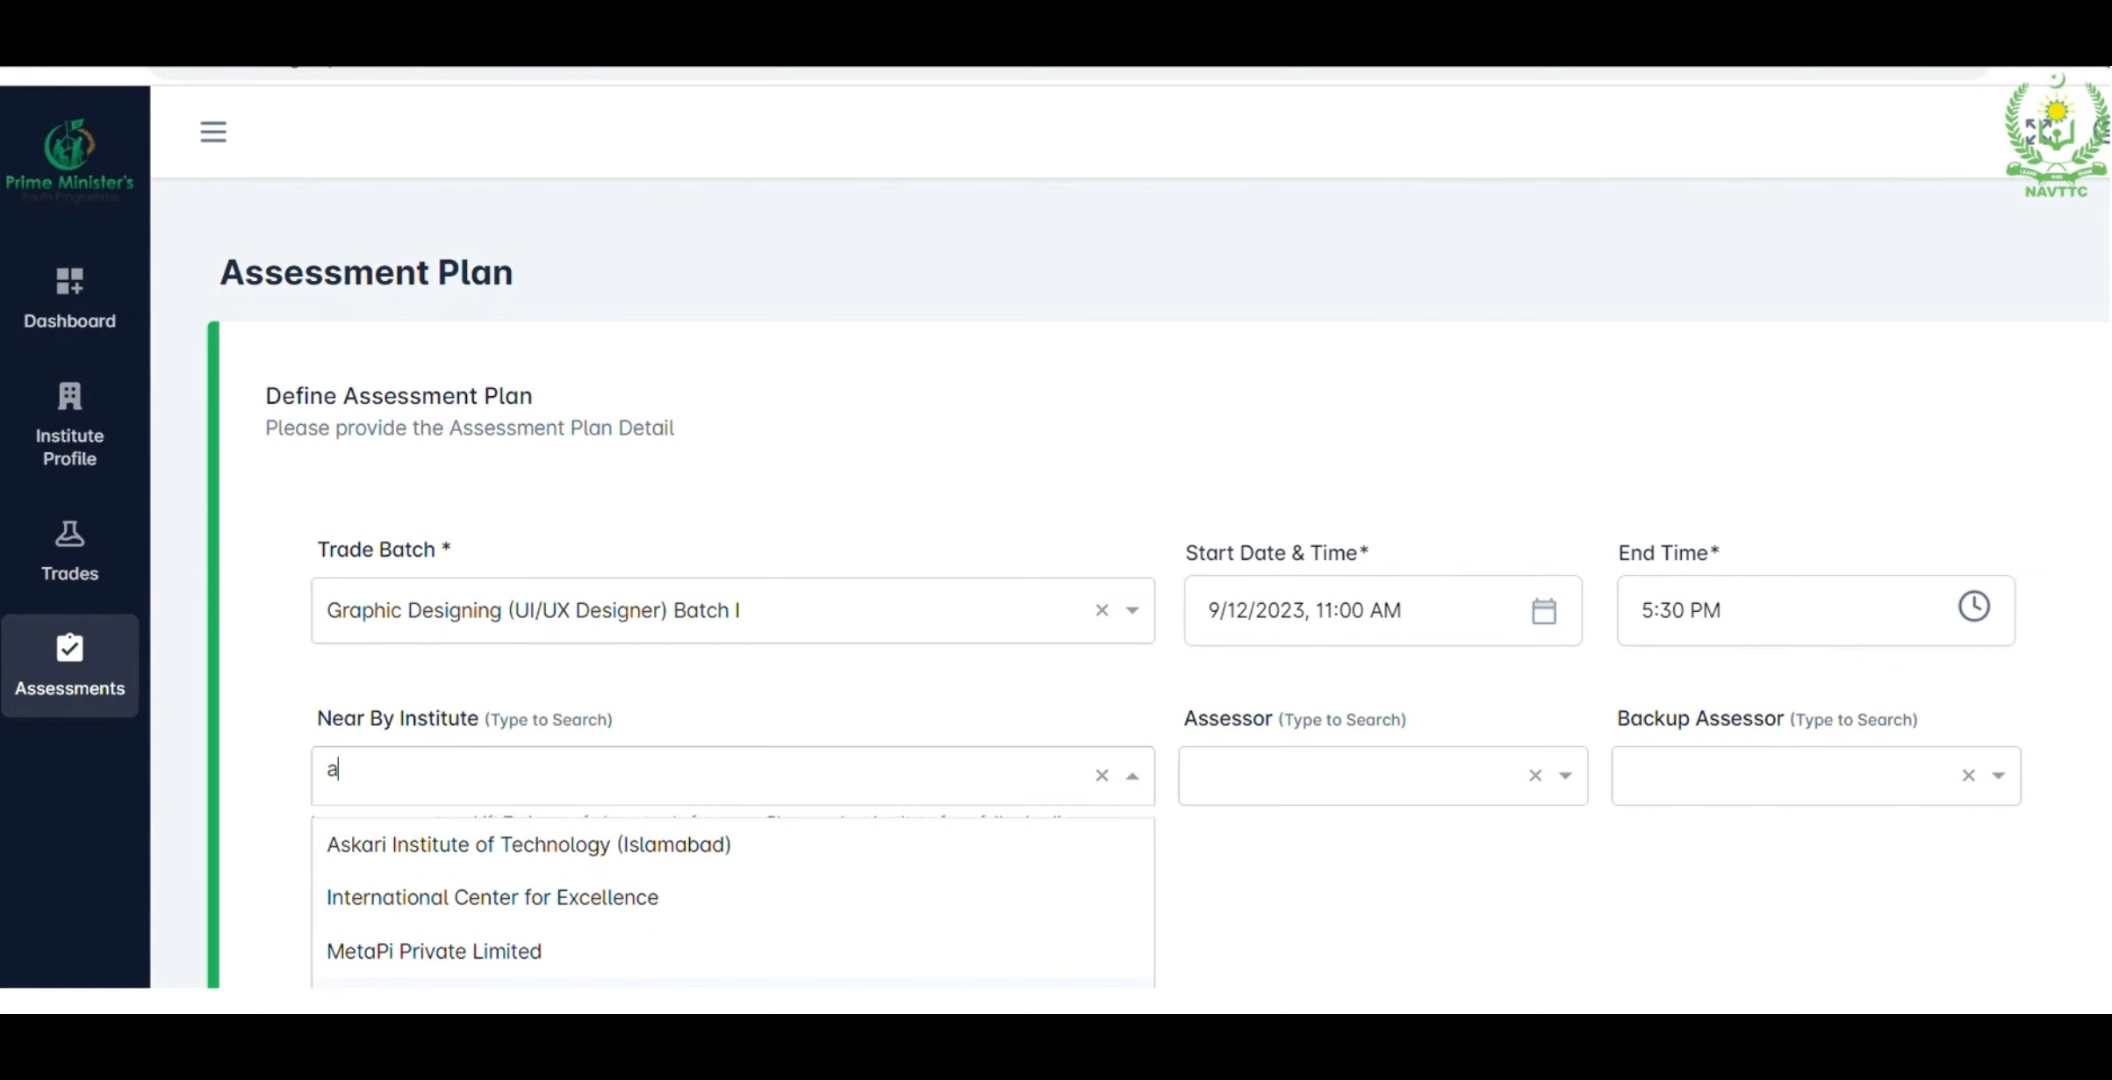 Prime Minister's
Youth Programme
NAVTTC
Dashboard
Institute
Profile
Trades
Assessments
Assessment Plan
Define Assessment Plan
Please provide the Assessment Plan Detail
Trade Batch *
Start Date & Time*
End Time*
Graphic Designing (UI/UX Designer) Batch I
9/12/2023, 11:00 AM
5:30 PM
Near By Institute (Type to Search)
Assessor (Type to Search)
Backup Assessor (Type to Search)
a
Askari Institute of Technology (Islamabad)
International Center for Excellence
MetaPi Private Limited